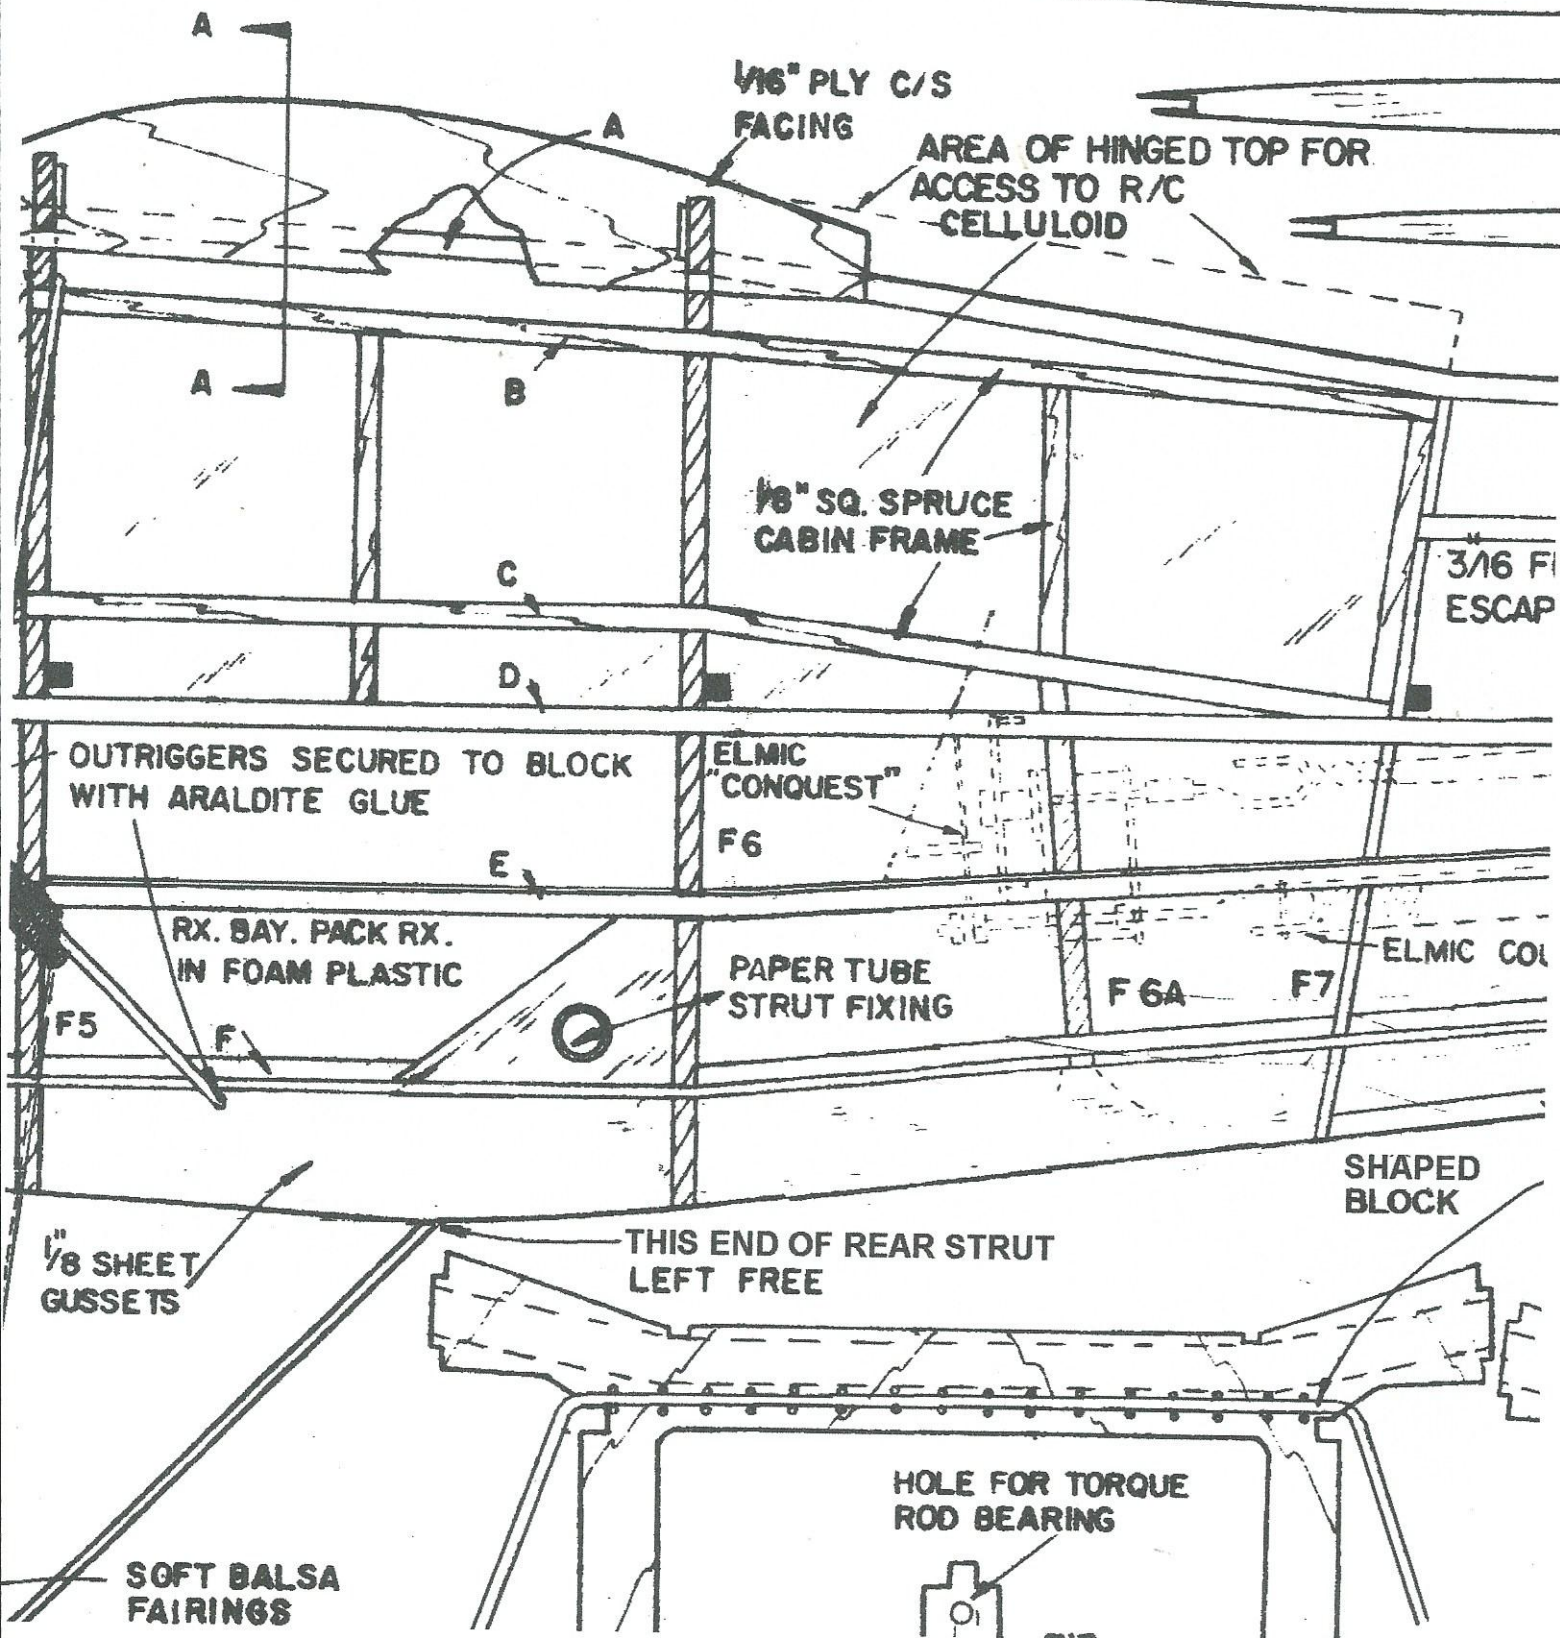 A
1/16" PLY C/S
FACING
A
AREA OF HINGED TOP FOR
ACCESS TO R/C
CELLULOID
A
B
1/8" SQ. SPRUCE
CABIN FRAME
3/16 F
ESCAP
C
D
OUTRIGGERS SECURED TO BLOCK
WITH ARALDITE GLUE
ELMIC
"CONQUEST"
F6
E
RX. BAY. PACK RX.
IN FOAM PLASTIC
ELMIC CO
PAPER TUBE
STRUT FIXING
F 6A
F7
F5
F
SHAPED
BLOCK
1/8" SHEET
GUSSETS
THIS END OF REAR STRUT
LEFT FREE
HOLE FOR TORQUE
ROD BEARING
SOFT BALSA
FAIRINGS